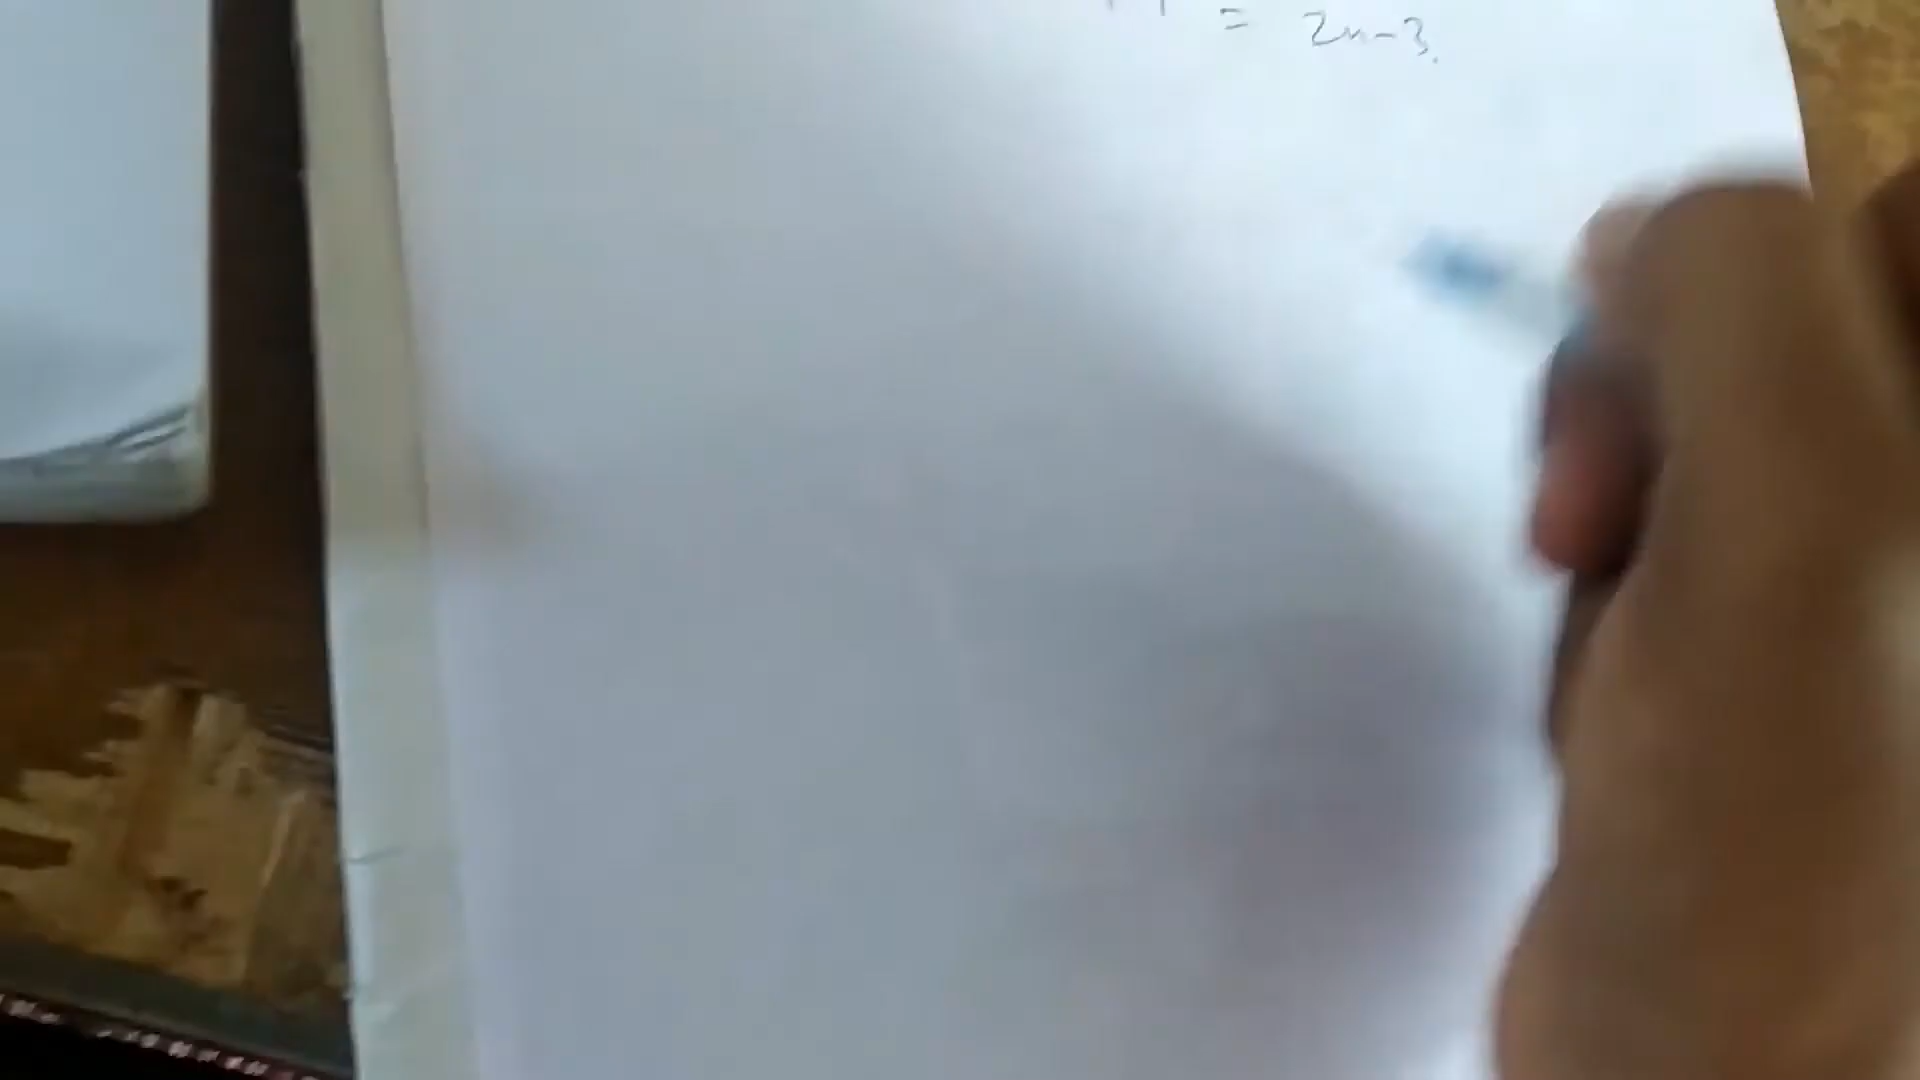 = 2n-3.